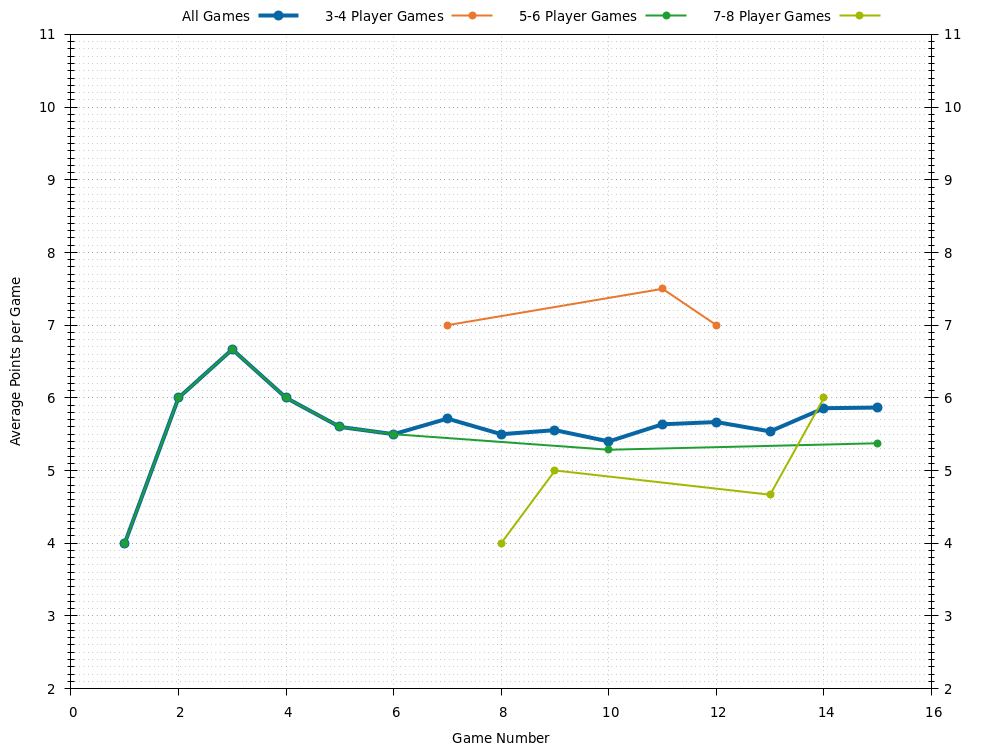 All Games 3-4 Player Games 5-6 Player Games 7-8 Player Games
11 11
10 10
9 9
8 8
7 7
6 6
5 5
4 4
3 3
2 2
Average Points per Game
0 2 4 6 8 10 12 14 16
Game Number